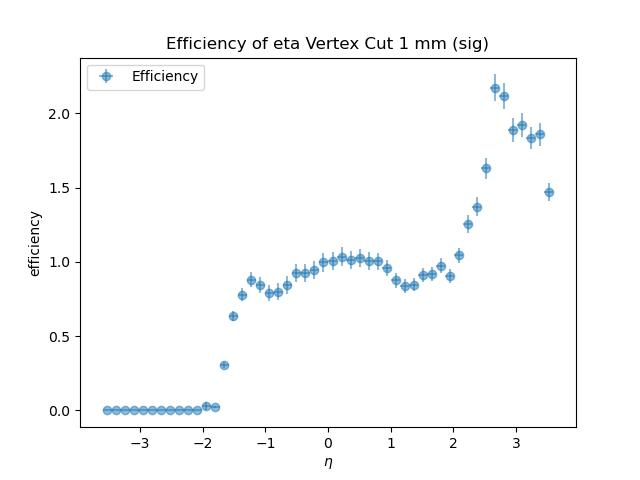 Efficiency of eta Vertex Cut 1 mm (sig)
Efficiency
2.0
1.5
1.0
0.5
0.0
efficiency
−3 −2 −1 0 1 2 3
η